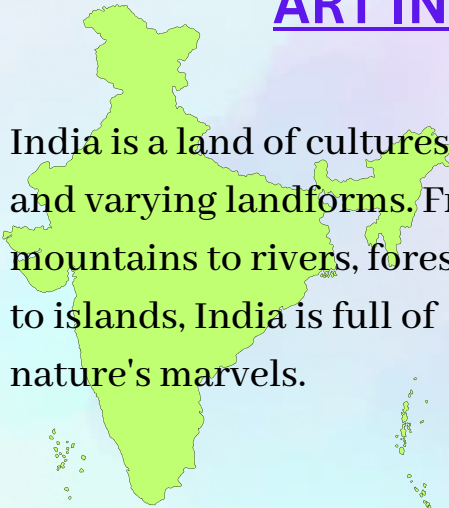 ART IN
India is a land of cultures
and varying landforms. Fr
mountains to rivers, fores
to islands, India is full of
nature's marvels.